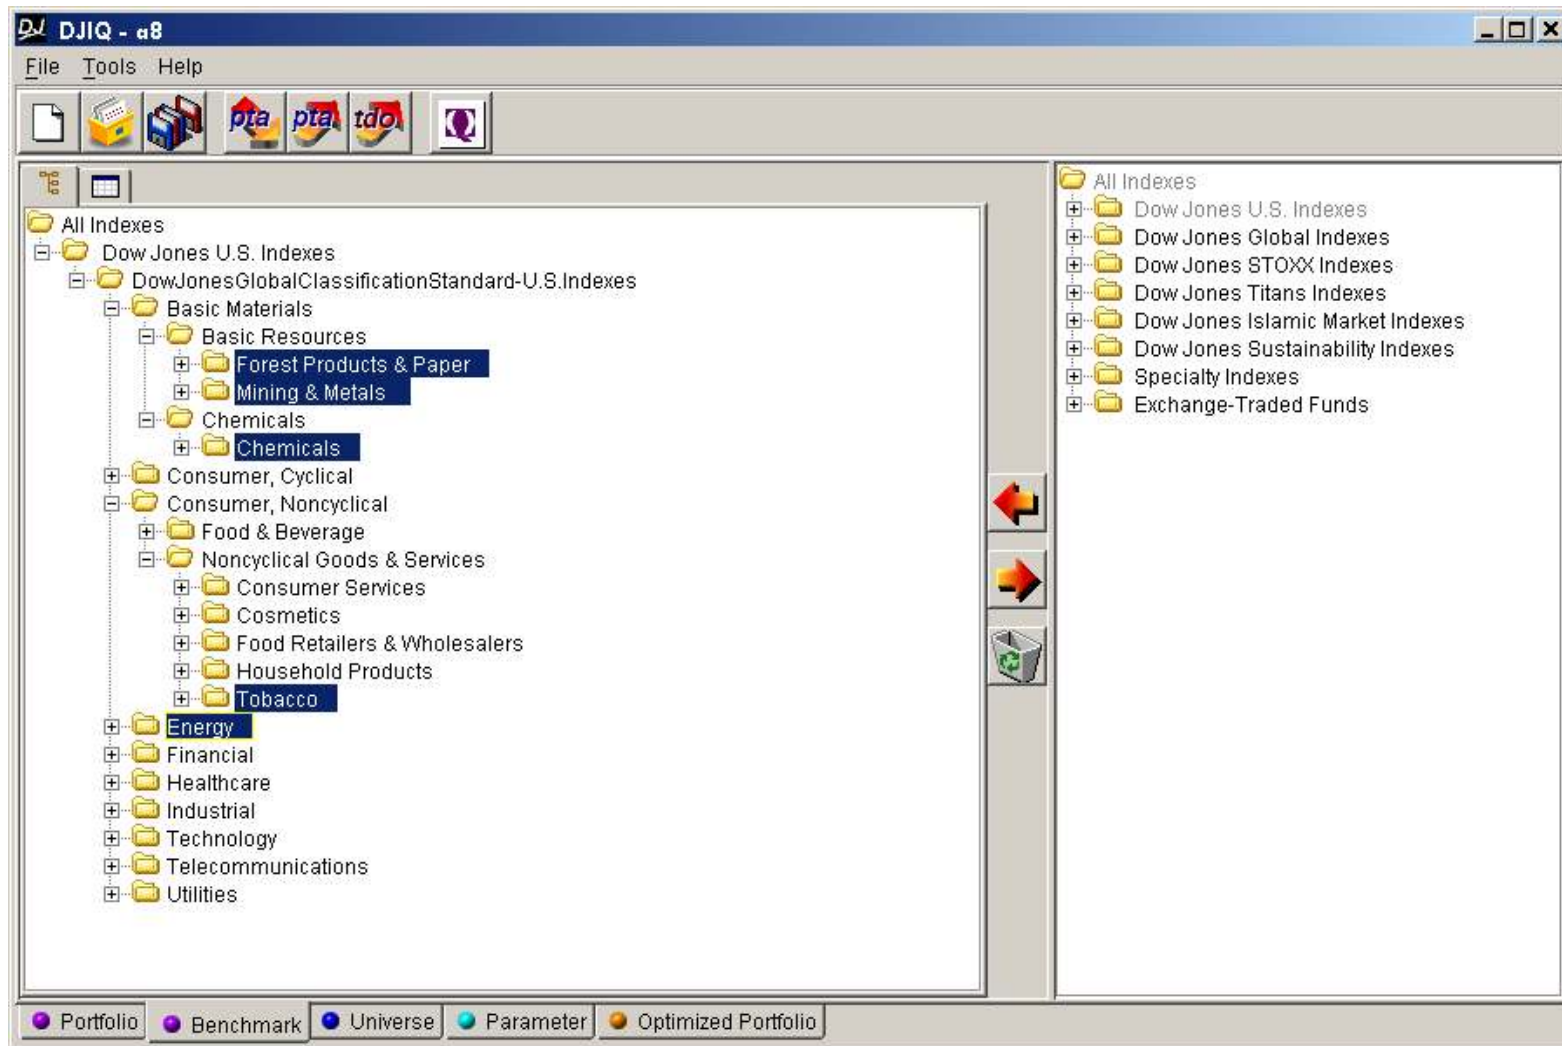 DJ DJIQ - α8
File Tools Help
pta pta tdo Q
All Indexes
Dow Jones U.S. Indexes
DowJonesGlobalClassificationStandard-U.S.Indexes
Basic Materials
Basic Resources
Forest Products & Paper
Mining & Metals
Chemicals
Chemicals
Consumer, Cyclical
Consumer, Noncyclical
Food & Beverage
Noncyclical Goods & Services
Consumer Services
Cosmetics
Food Retailers & Wholesalers
Household Products
Tobacco
Energy
Financial
Healthcare
Industrial
Technology
Telecommunications
Utilities
All Indexes
Dow Jones U.S. Indexes
Dow Jones Global Indexes
Dow Jones STOXX Indexes
Dow Jones Titans Indexes
Dow Jones Islamic Market Indexes
Dow Jones Sustainability Indexes
Specialty Indexes
Exchange-Traded Funds
Portfolio Benchmark Universe Parameter Optimized Portfolio